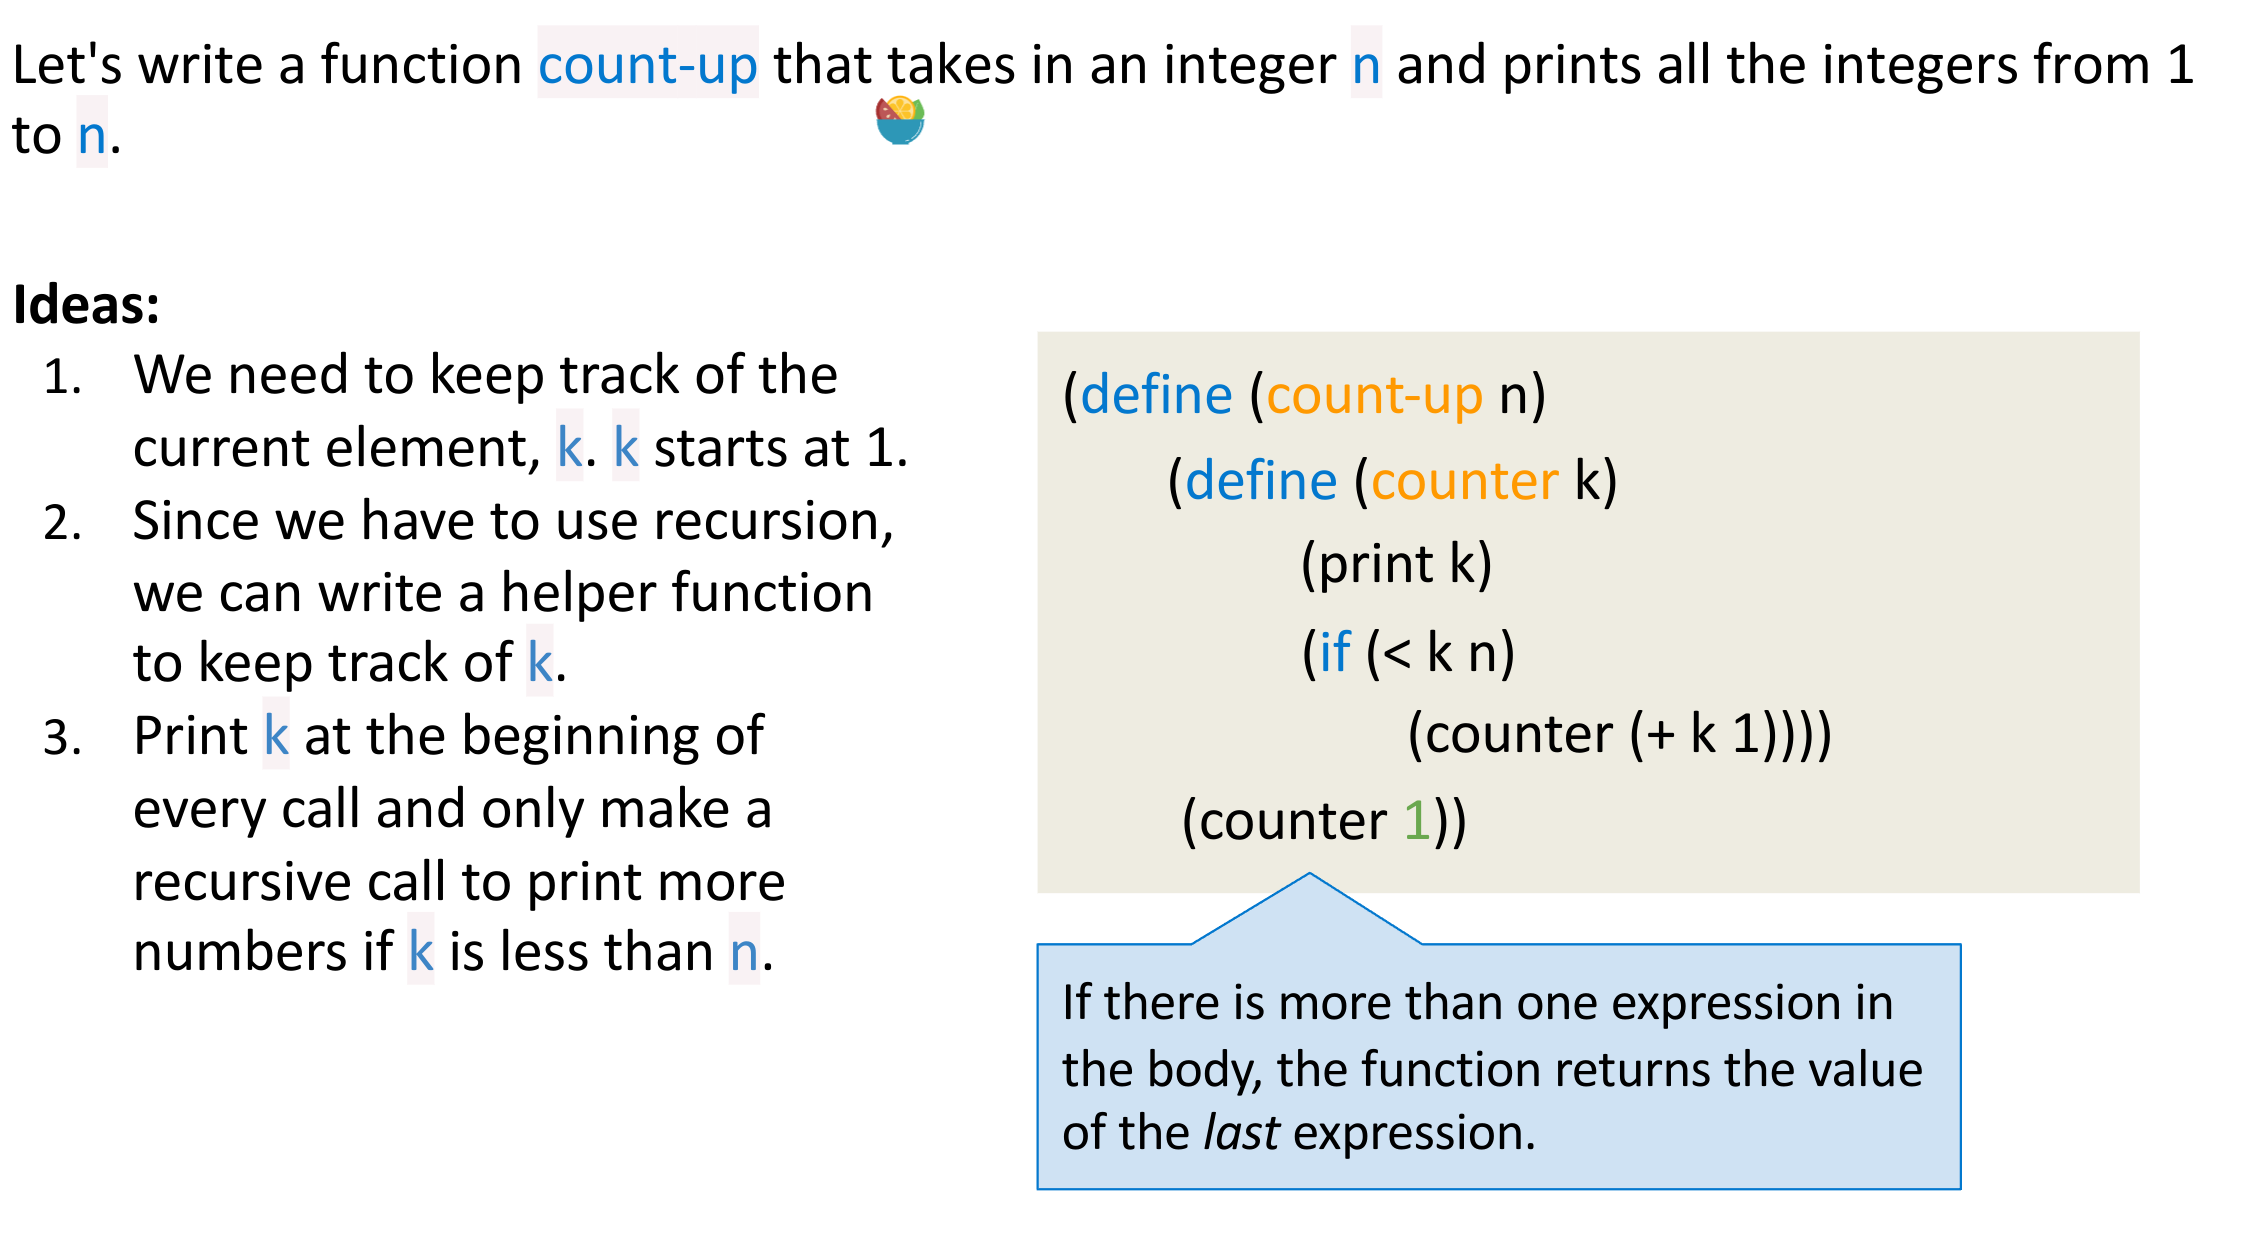 Let's write a function count-up that takes in an integer n and prints all the integers from 1
to n.
Ideas:
1. We need to keep track of the
current element, k. k starts at 1.
2. Since we have to use recursion,
we can write a helper function
to keep track of k.
3. Print k at the beginning of
every call and only make a
recursive call to print more
numbers if k is less than n.
(define (count-up n)
(define (counter k)
(print k)
(if (< k n)
(counter (+ k 1))))
(counter 1))
If there is more than one expression in
the body, the function returns the value
of the last expression.